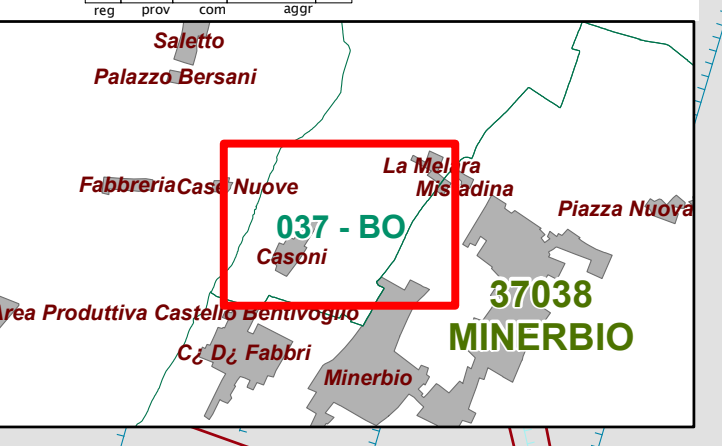 reg prov com aggr
Saletto
Palazzo Bersani
La Melara
Fabbreria Case Nuove
Mistadina
Piazza Nuova
037 - BO
Casoni
37038
MINERBIO
Area Produttiva Castello Bentivoglio
C¿ D¿ Fabbri
Minerbio